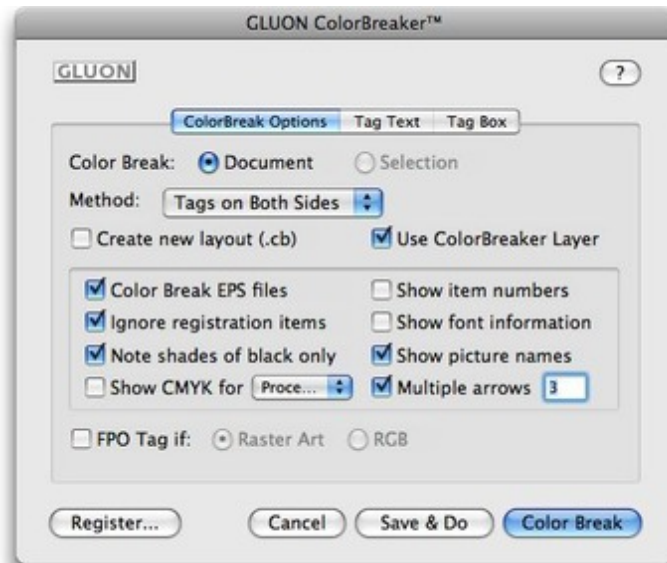 GLUON ColorBreaker™
GLUON ?
ColorBreak Options Tag Text Tag Box
Color Break: Document Selection
Method: Tags on Both Sides
Create new layout (.cb) Use ColorBreaker Layer
Color Break EPS files Show item numbers
Ignore registration items Show font information
Note shades of black only Show picture names
Show CMYK for Proce... Multiple arrows 3
FPO Tag if: Raster Art RGB
Register... Cancel Save & Do Color Break